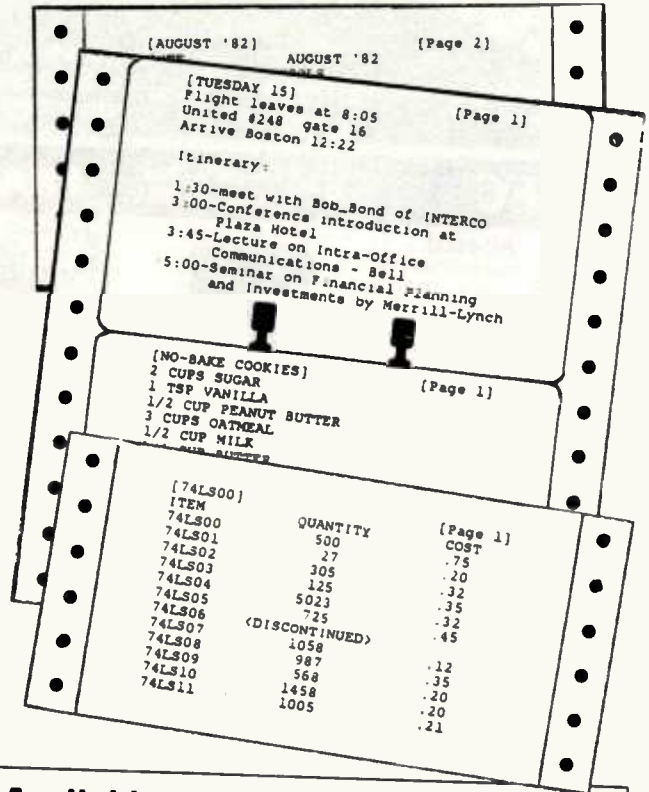 [AUGUST '82] AUGUST '82 [Page 2]
[TUESDAY 15] [Page 1]
Flight leaves at 8:05
United #248 gate 16
Arrive Boston 12:22
Itinerary:
1:30-meet with Bob_Bond of INTERCO
3:00-Conference introduction at
Plaza Hotel
3:45-Lecture on Intra-Office
Communications - Bell
5:00-Seminar on Financial Planning
and Investments by Merrill-Lynch
[NO-BAKE COOKIES] [Page 1]
2 CUPS SUGAR
1 TSP VANILLA
1/2 CUP PEANUT BUTTER
3 CUPS OATMEAL
1/2 CUP MILK
[74LS00] [Page 1]
ITEM QUANTITY COST
74LS00 500 .75
74LS01 27 .20
74LS02 305 .32
74LS03 125 .35
74LS04 5023 .32
74LS05 725 .45
74LS06 <DISCONTINUED>
74LS07 1058 .12
74LS08 987 .35
74LS09 568 .20
74LS10 1458 .20
74LS11 1005 .21